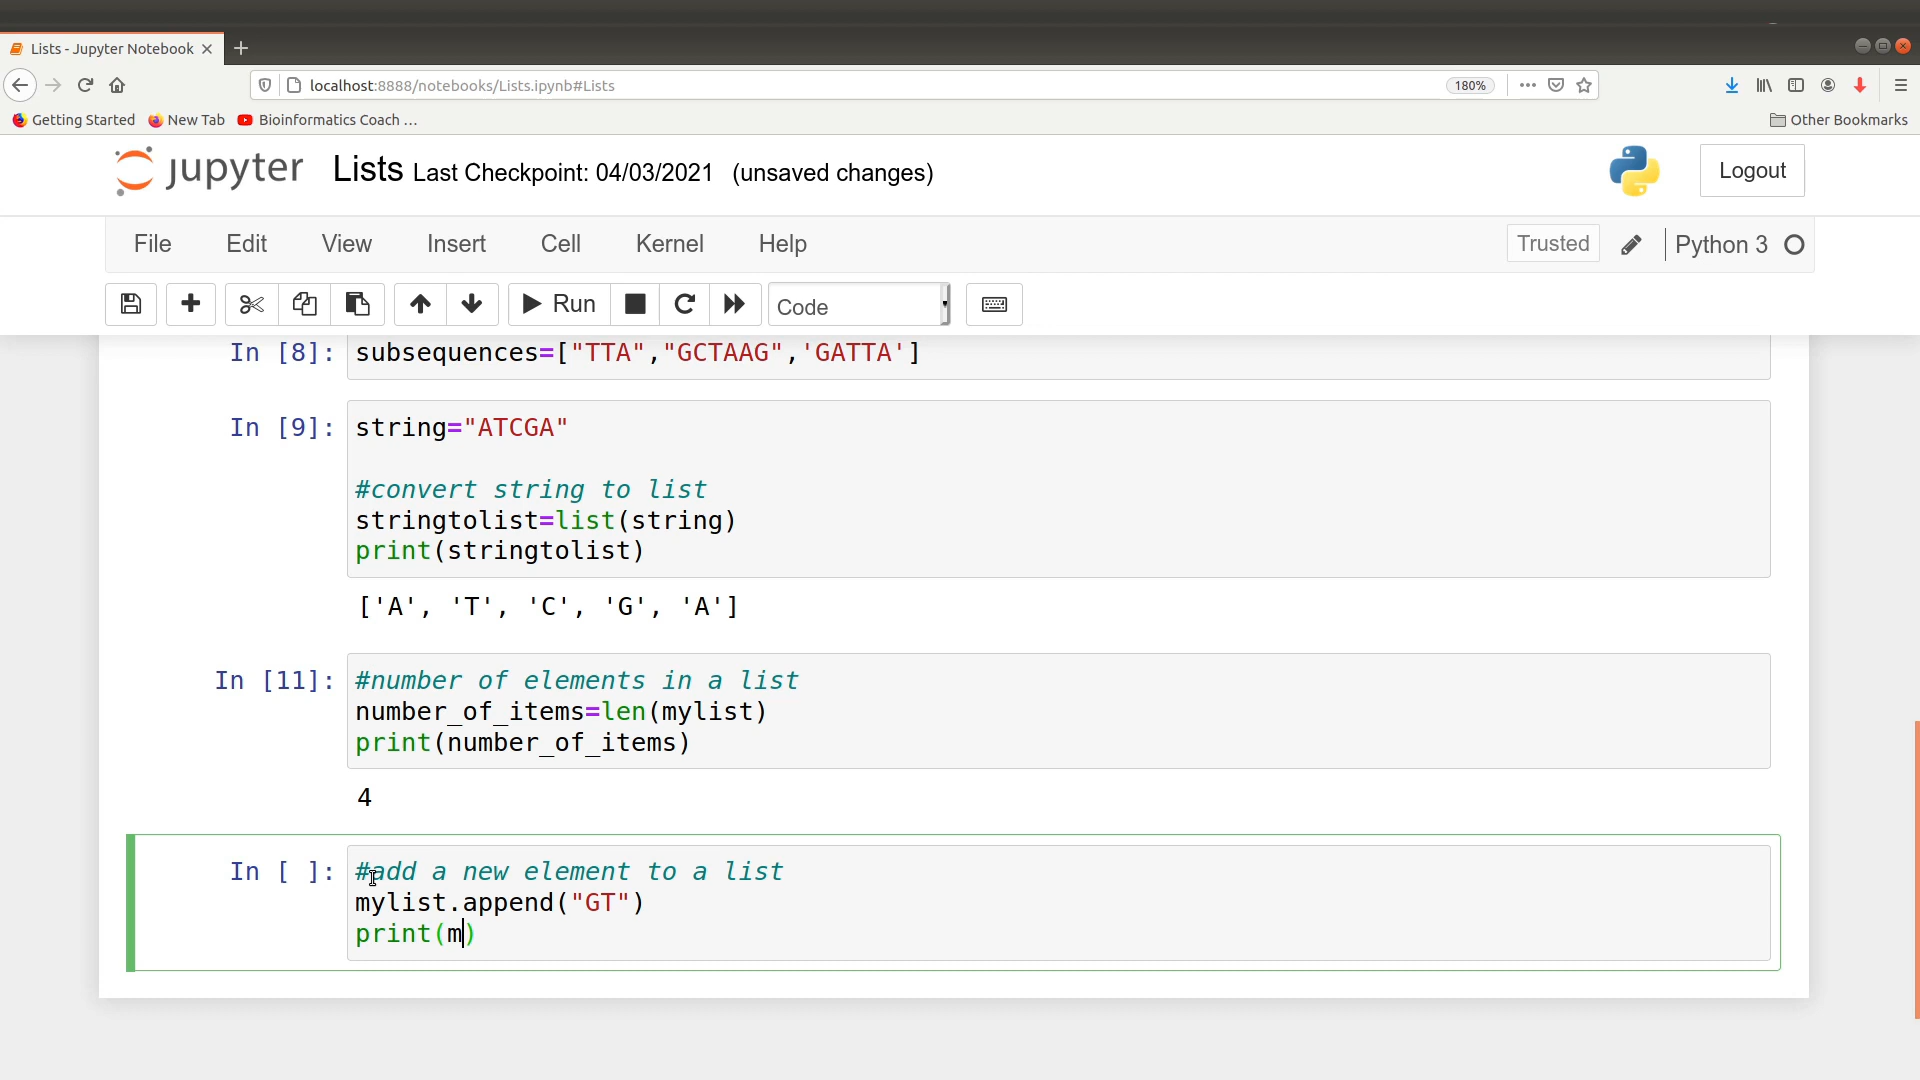 Lists - Jupyter Notebook
localhost:8888/notebooks/Lists.ipynb#Lists
180%
Getting Started
New Tab
Bioinformatics Coach ...
Other Bookmarks
jupyter
Lists Last Checkpoint: 04/03/2021 (unsaved changes)
Logout
File Edit View Insert Cell Kernel Help
Trusted
Python 3
Run
Code
In [8]: subsequences=["TTA","GCTAAG",'GATTA']
In [9]: string="ATCGA"
#convert string to list
stringtolist=list(string)
print(stringtolist)
['A', 'T', 'C', 'G', 'A']
In [11]: #number of elements in a list
number_of_items=len(mylist)
print(number_of_items)
4
In [ ]: #add a new element to a list
mylist.append("GT")
print(m)